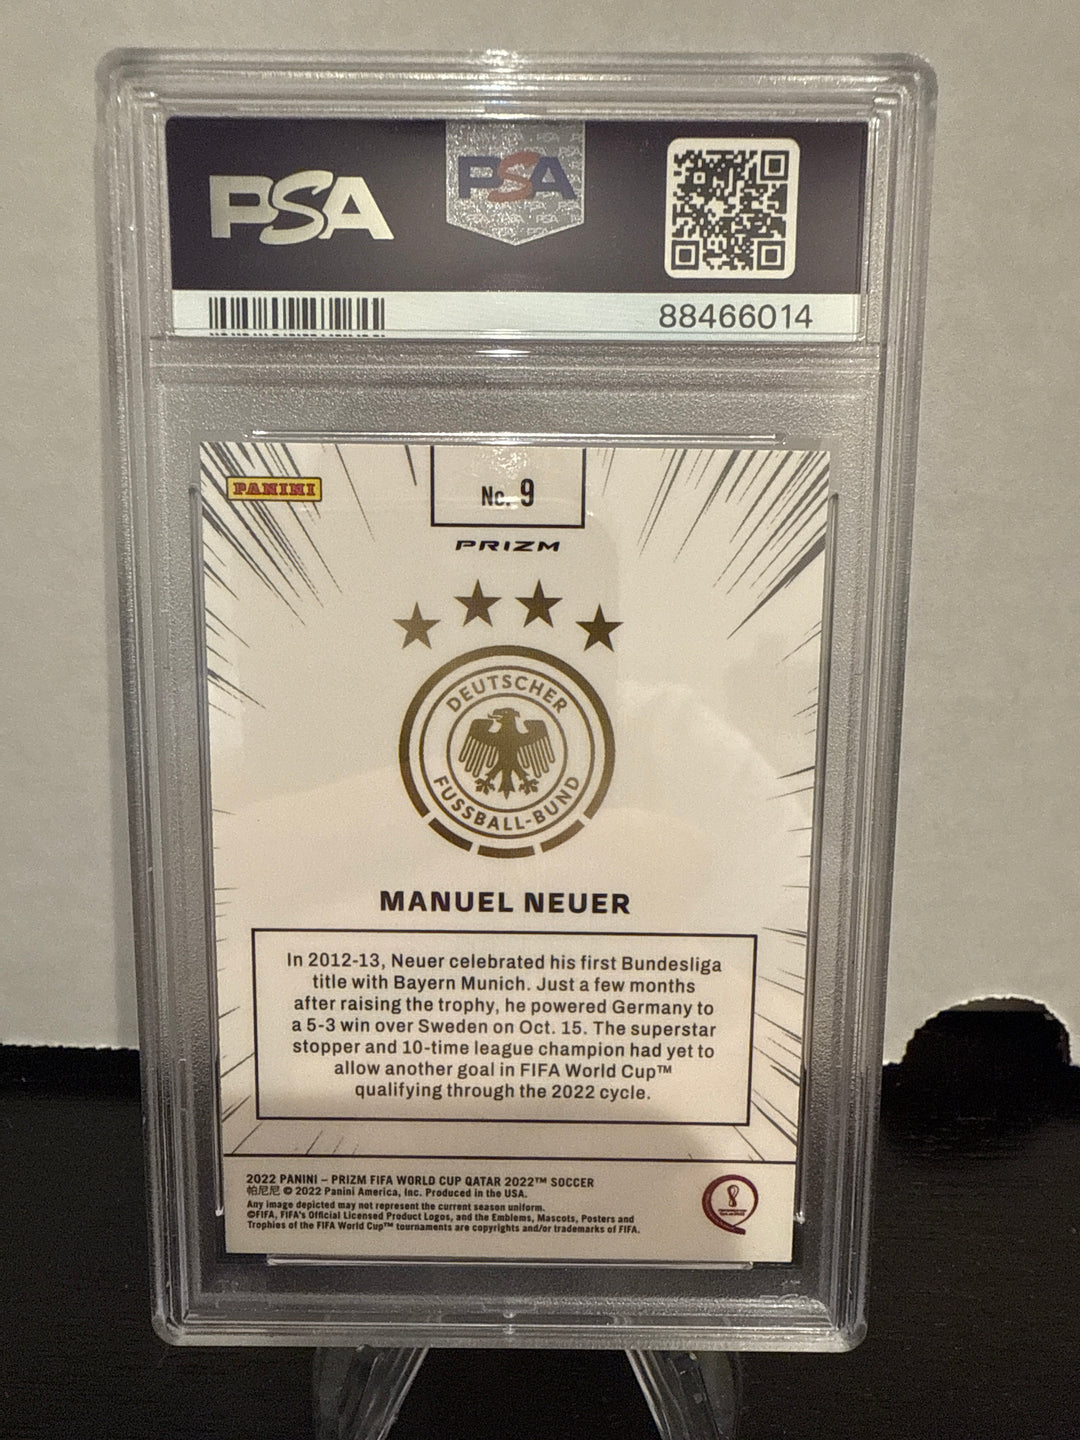 PSA
PSA
88466014
PANINI
No. 9
PRIZM
DEUTSCHER
FUSSBALL-BUND
MANUEL NEUER
In 2012-13, Neuer celebrated his first Bundesliga
title with Bayern Munich. Just a few months
after raising the trophy, he powered Germany to
a 5-3 win over Sweden on Oct. 15. The superstar
stopper and 10-time league champion had yet to
allow another goal in FIFA World Cup™
qualifying through the 2022 cycle.
2022 PANINI – PRIZM FIFA WORLD CUP QATAR 2022™ SOCCER
帕尼尼 © 2022 Panini America, Inc. Produced in the USA.
Any image depicted may not represent the current season uniform.
©FIFA, FIFA's Official Licensed Product Logos, and the Emblems, Mascots, Posters and
Trophies of the FIFA World Cup™ tournaments are copyrights and/or trademarks of FIFA.